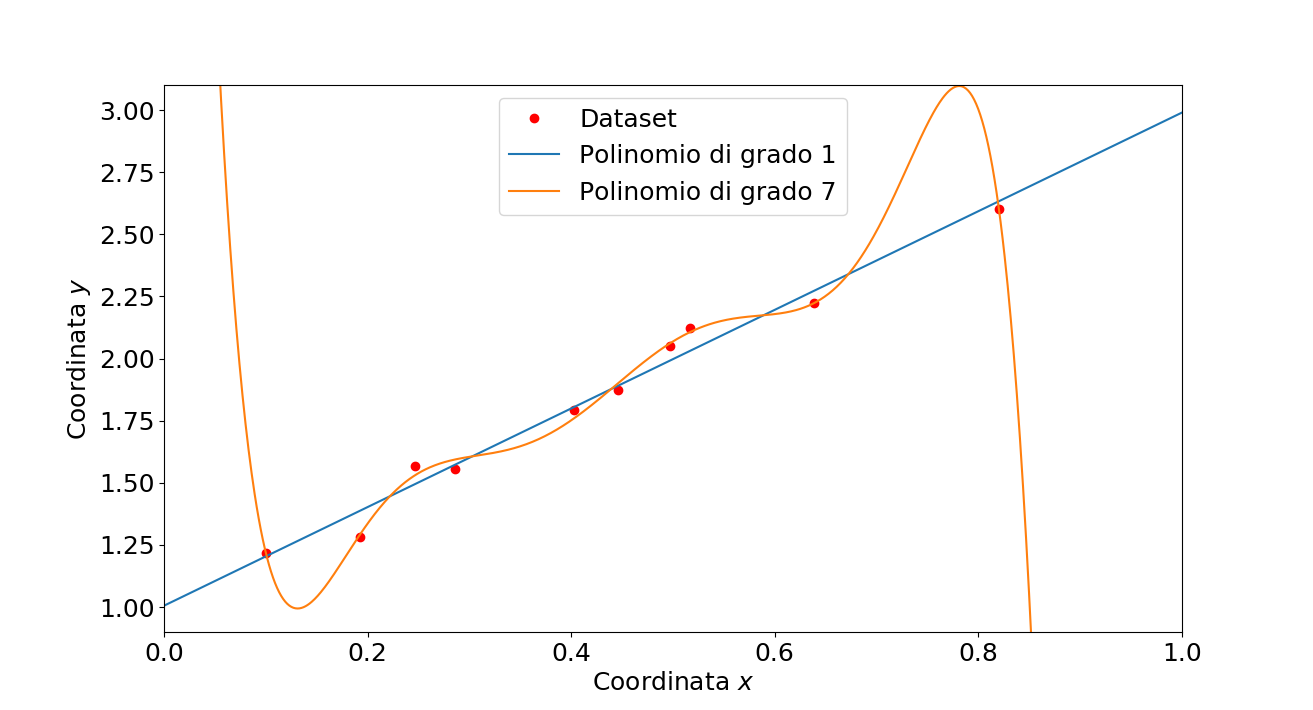 3.00
2.75
2.50
2.25
2.00
1.75
1.50
1.25
1.00
Coordinata y
Dataset
Polinomio di grado 1
Polinomio di grado 7
0.0 0.2 0.4 0.6 0.8 1.0
Coordinata x